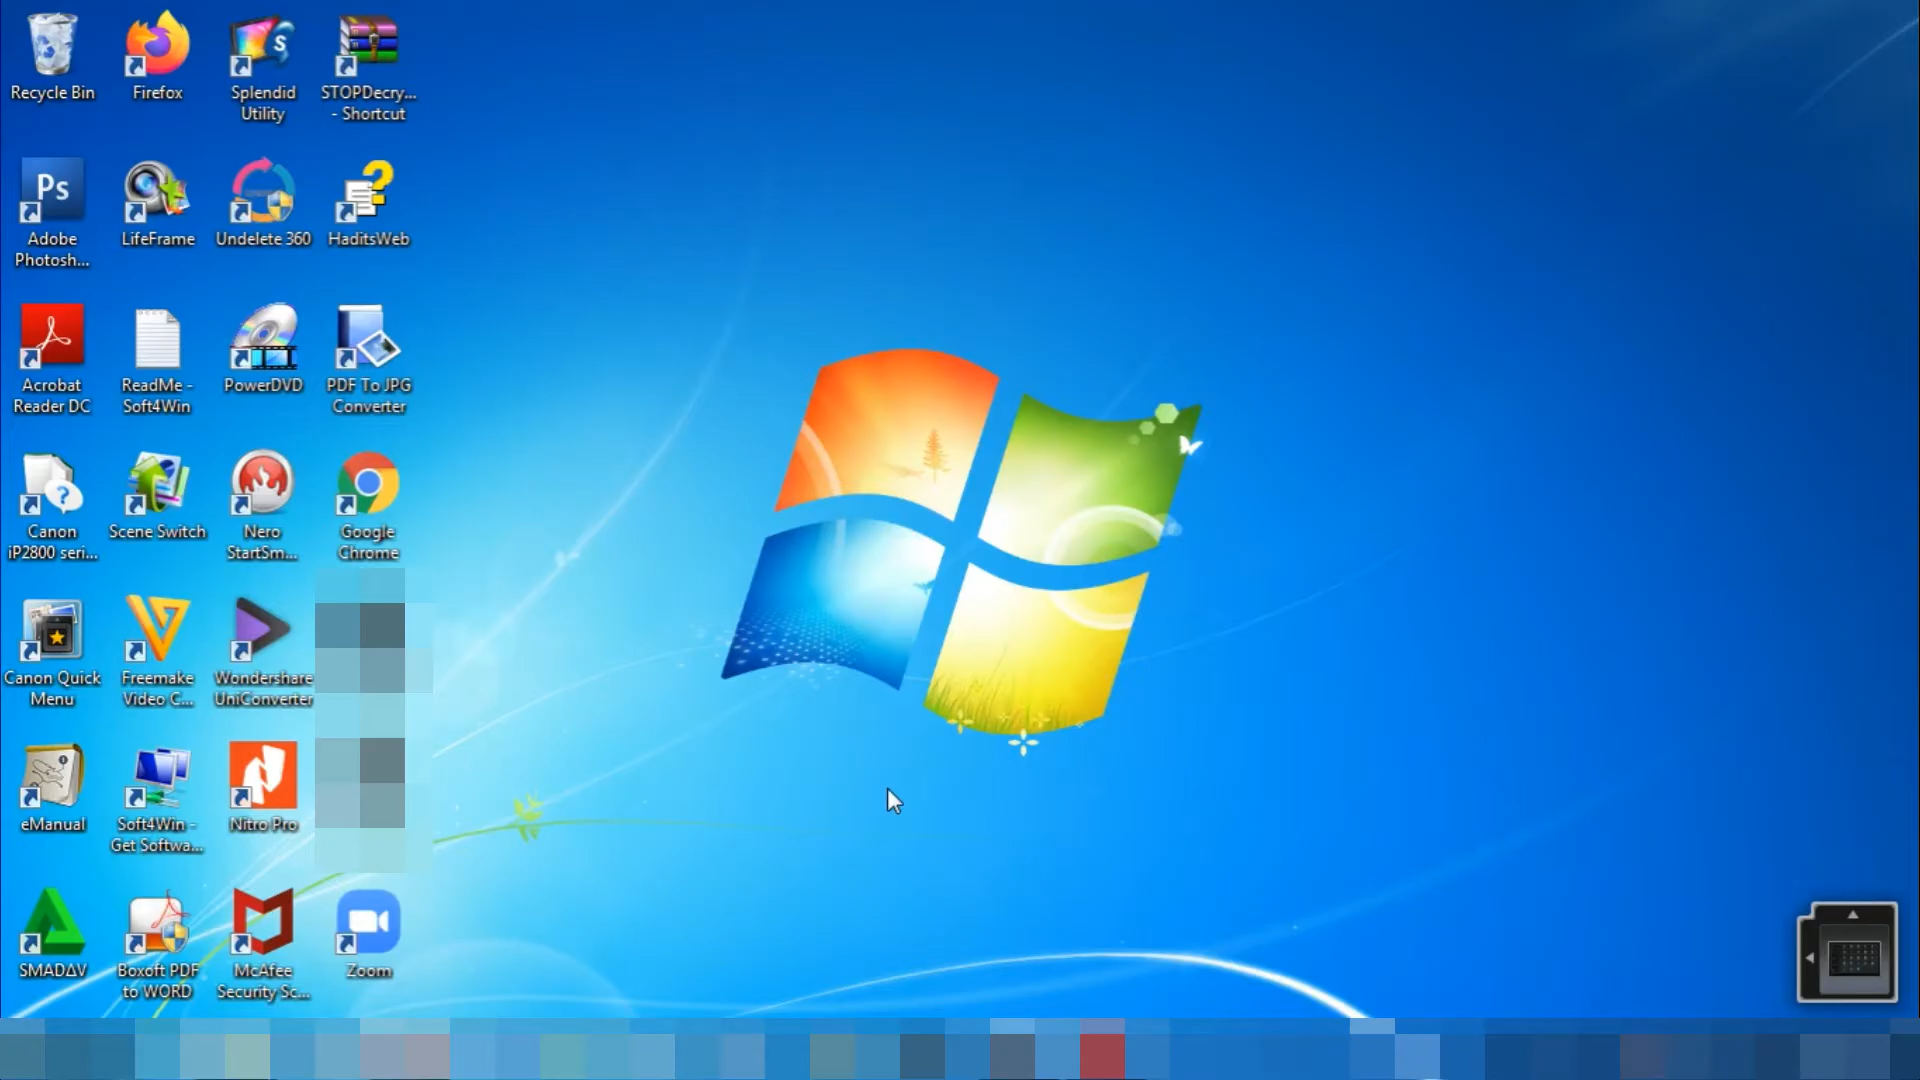 Recycle Bin
Firefox
Splendid
Utility
STOPDecry...
- Shortcut
Ps
Adobe
Photosh...
LifeFrame
Undelete 360
HaditsWeb
Acrobat
Reader DC
ReadMe -
Soft4Win
PowerDVD
PDF To JPG
Converter
Canon
iP2800 seri...
Scene Switch
Nero
StartSm...
Google
Chrome
Canon Quick
Menu
Freemake
Video C...
Wondershare
UniConverter
eManual
Soft4Win -
Get Softwa...
Nitro Pro
SMADΔV
Boxoft PDF
to WORD
McAfee
Security Sc...
Zoom